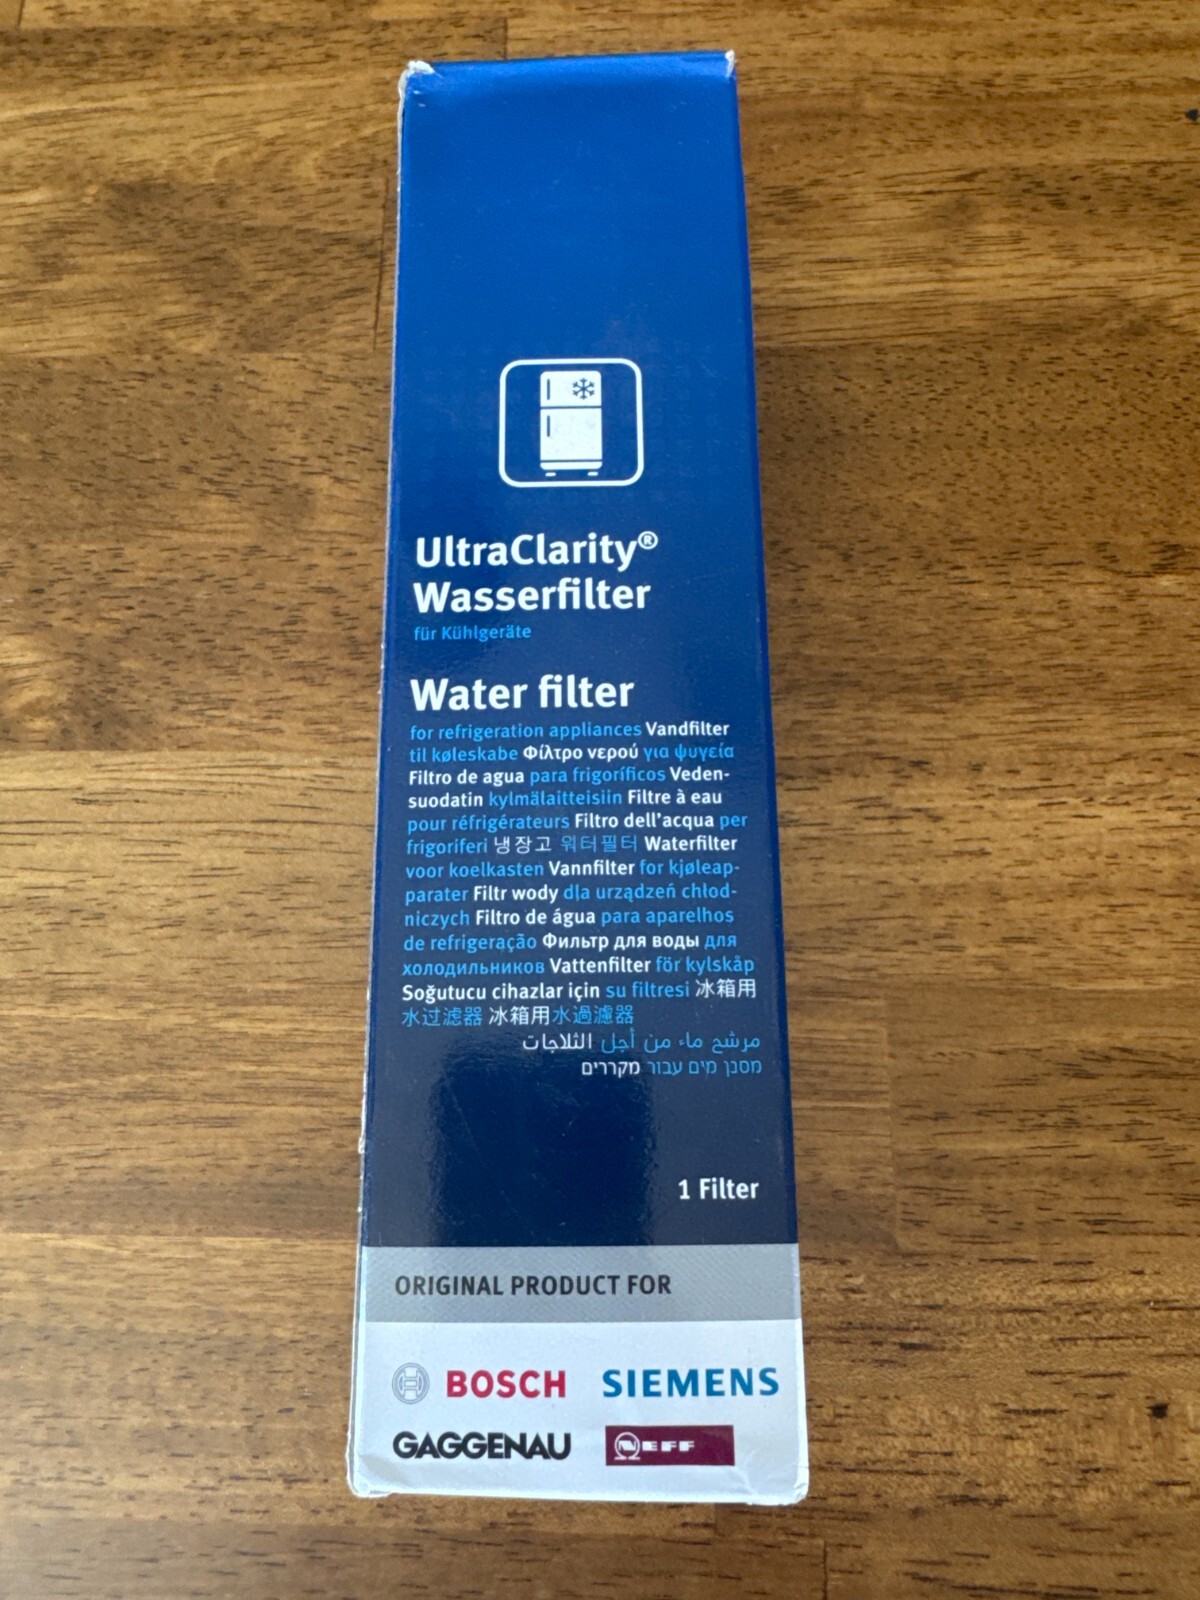 UltraClarity®
Wasserfilter
für Kühlgeräte
Water filter
for refrigeration appliances Vandfilter
til køleskabe Φίλτρο νερού για ψυγεία
Filtro de agua para frigoríficos Veden-
suodatin kylmälaitteisiin Filtre à eau
pour réfrigérateurs Filtro dell'acqua per
frigoriferi 냉장고 워터필터 Waterfilter
voor koelkasten Vannfilter for kjøleap-
parater Filtr wody dla urządzeń chłod-
niczych Filtro de água para aparelhos
de refrigeração Фильтр для воды для
холодильников Vattenfilter för kylskåp
Soğutucu cihazlar için su filtresi 冰箱用
水过滤器 冰箱用水過濾器
مرشح ماء من أجل الثلاجات
מסנן מים עבור מקררים
1 Filter
ORIGINAL PRODUCT FOR
BOSCH SIEMENS
GAGGENAU NEFF